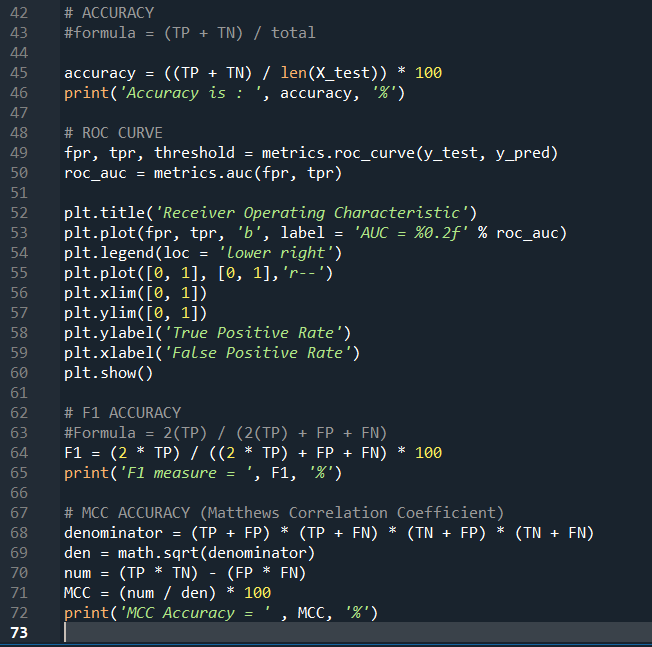 42 # ACCURACY
43 #formula = (TP + TN) / total
44
45 accuracy = ((TP + TN) / len(X_test)) * 100
46 print('Accuracy is : ', accuracy, '%')
47
48 # ROC CURVE
49 fpr, tpr, threshold = metrics.roc_curve(y_test, y_pred)
50 roc_auc = metrics.auc(fpr, tpr)
51
52 plt.title('Receiver Operating Characteristic')
53 plt.plot(fpr, tpr, 'b', label = 'AUC = %0.2f' % roc_auc)
54 plt.legend(loc = 'lower right')
55 plt.plot([0, 1], [0, 1],'r--')
56 plt.xlim([0, 1])
57 plt.ylim([0, 1])
58 plt.ylabel('True Positive Rate')
59 plt.xlabel('False Positive Rate')
60 plt.show()
61
62 # F1 ACCURACY
63 #Formula = 2(TP) / (2(TP) + FP + FN)
64 F1 = (2 * TP) / ((2 * TP) + FP + FN) * 100
65 print('F1 measure = ', F1, '%')
66
67 # MCC ACCURACY (Matthews Correlation Coefficient)
68 denominator = (TP + FP) * (TP + FN) * (TN + FP) * (TN + FN)
69 den = math.sqrt(denominator)
70 num = (TP * TN) - (FP * FN)
71 MCC = (num / den) * 100
72 print('MCC Accuracy = ' , MCC, '%')
73